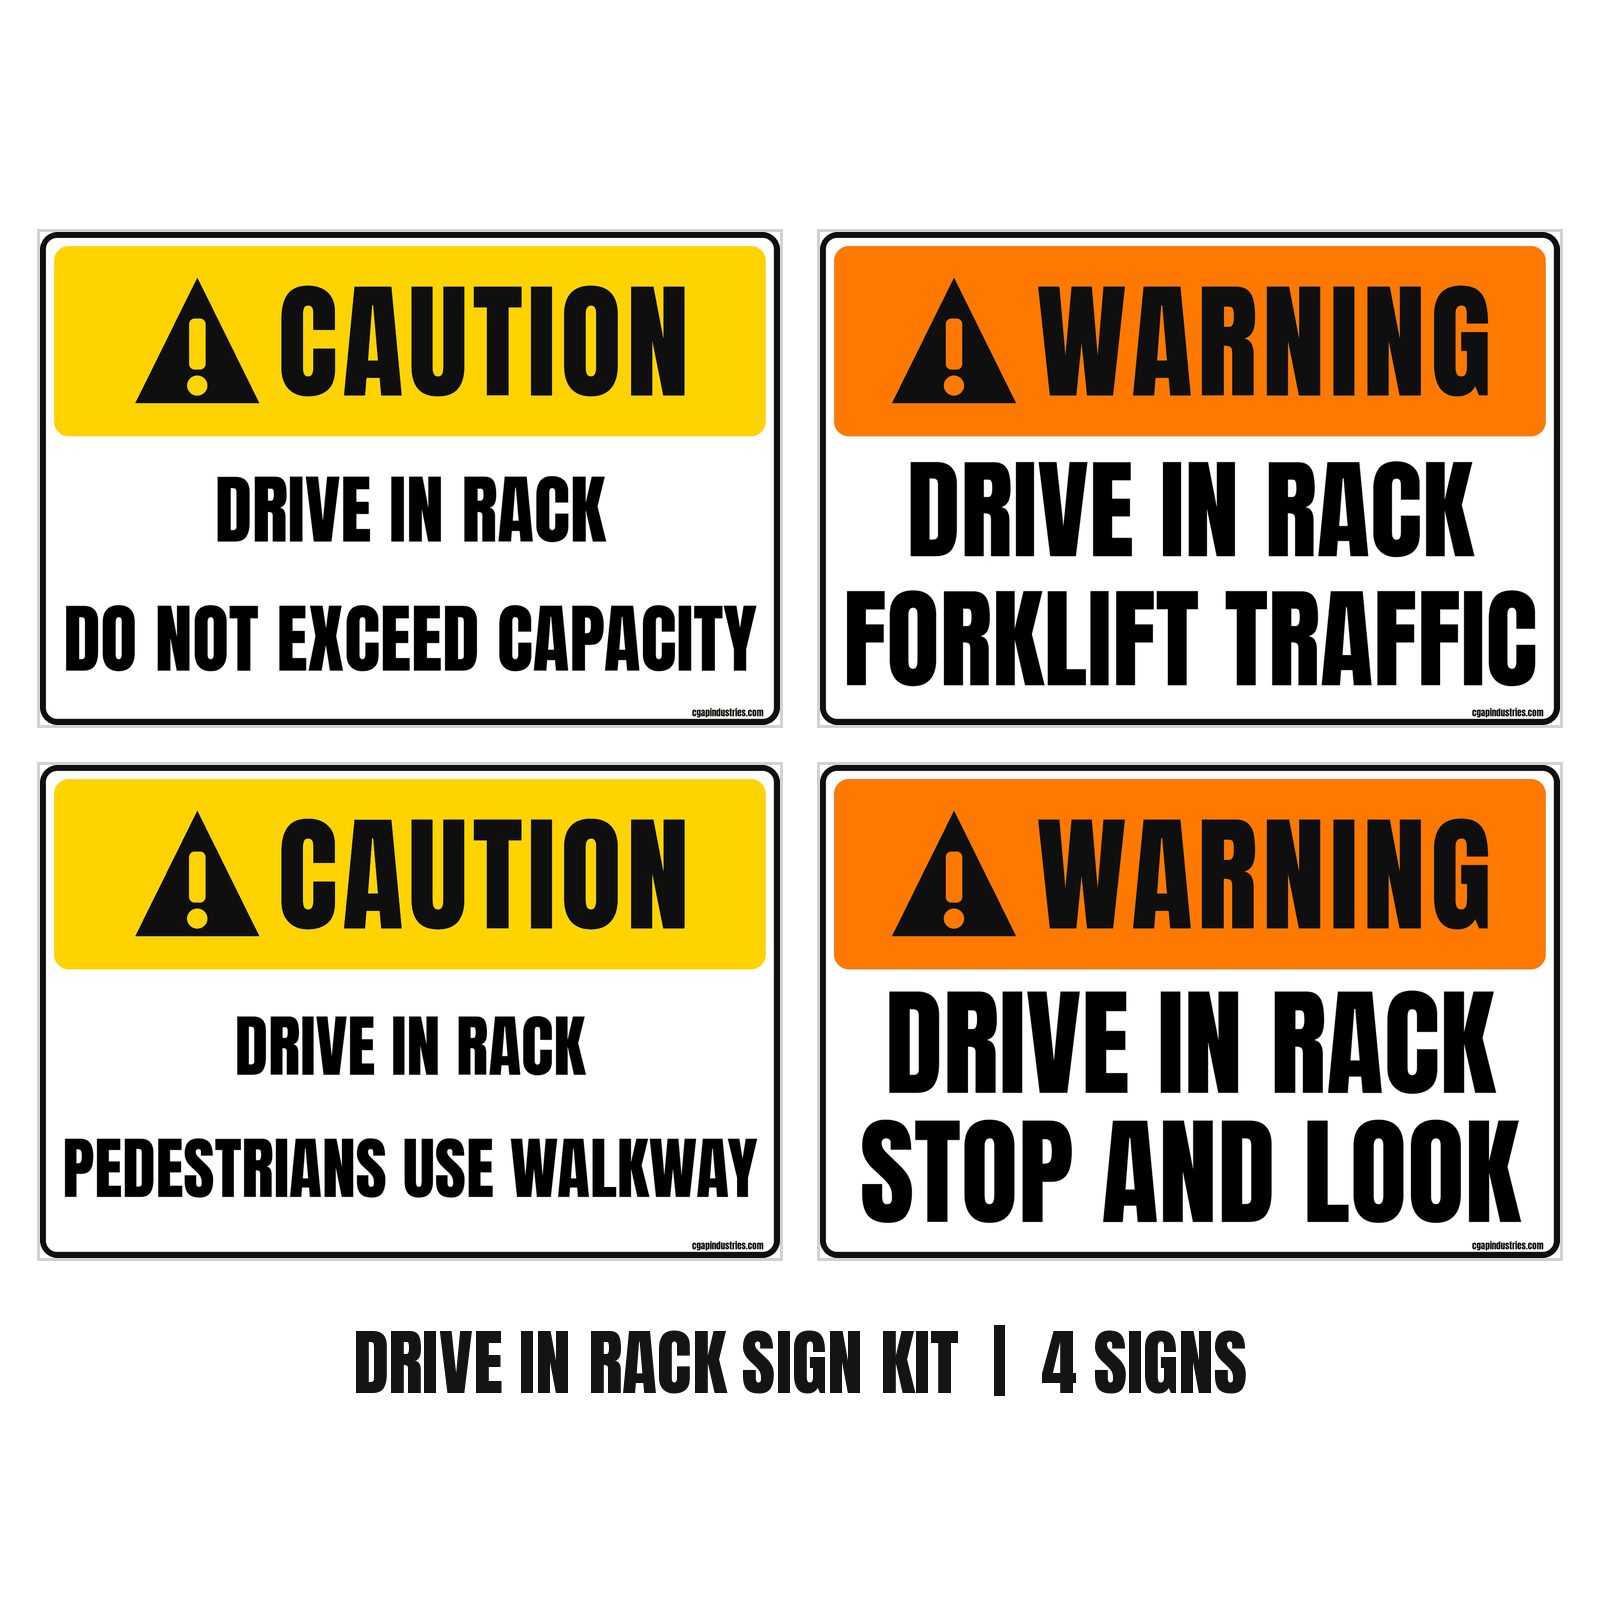 CAUTION
DRIVE IN RACK
DO NOT EXCEED CAPACITY
cgapindustries.com
WARNING
DRIVE IN RACK
FORKLIFT TRAFFIC
cgapindustries.com
CAUTION
DRIVE IN RACK
PEDESTRIANS USE WALKWAY
cgapindustries.com
WARNING
DRIVE IN RACK
STOP AND LOOK
cgapindustries.com
DRIVE IN RACK SIGN KIT | 4 SIGNS